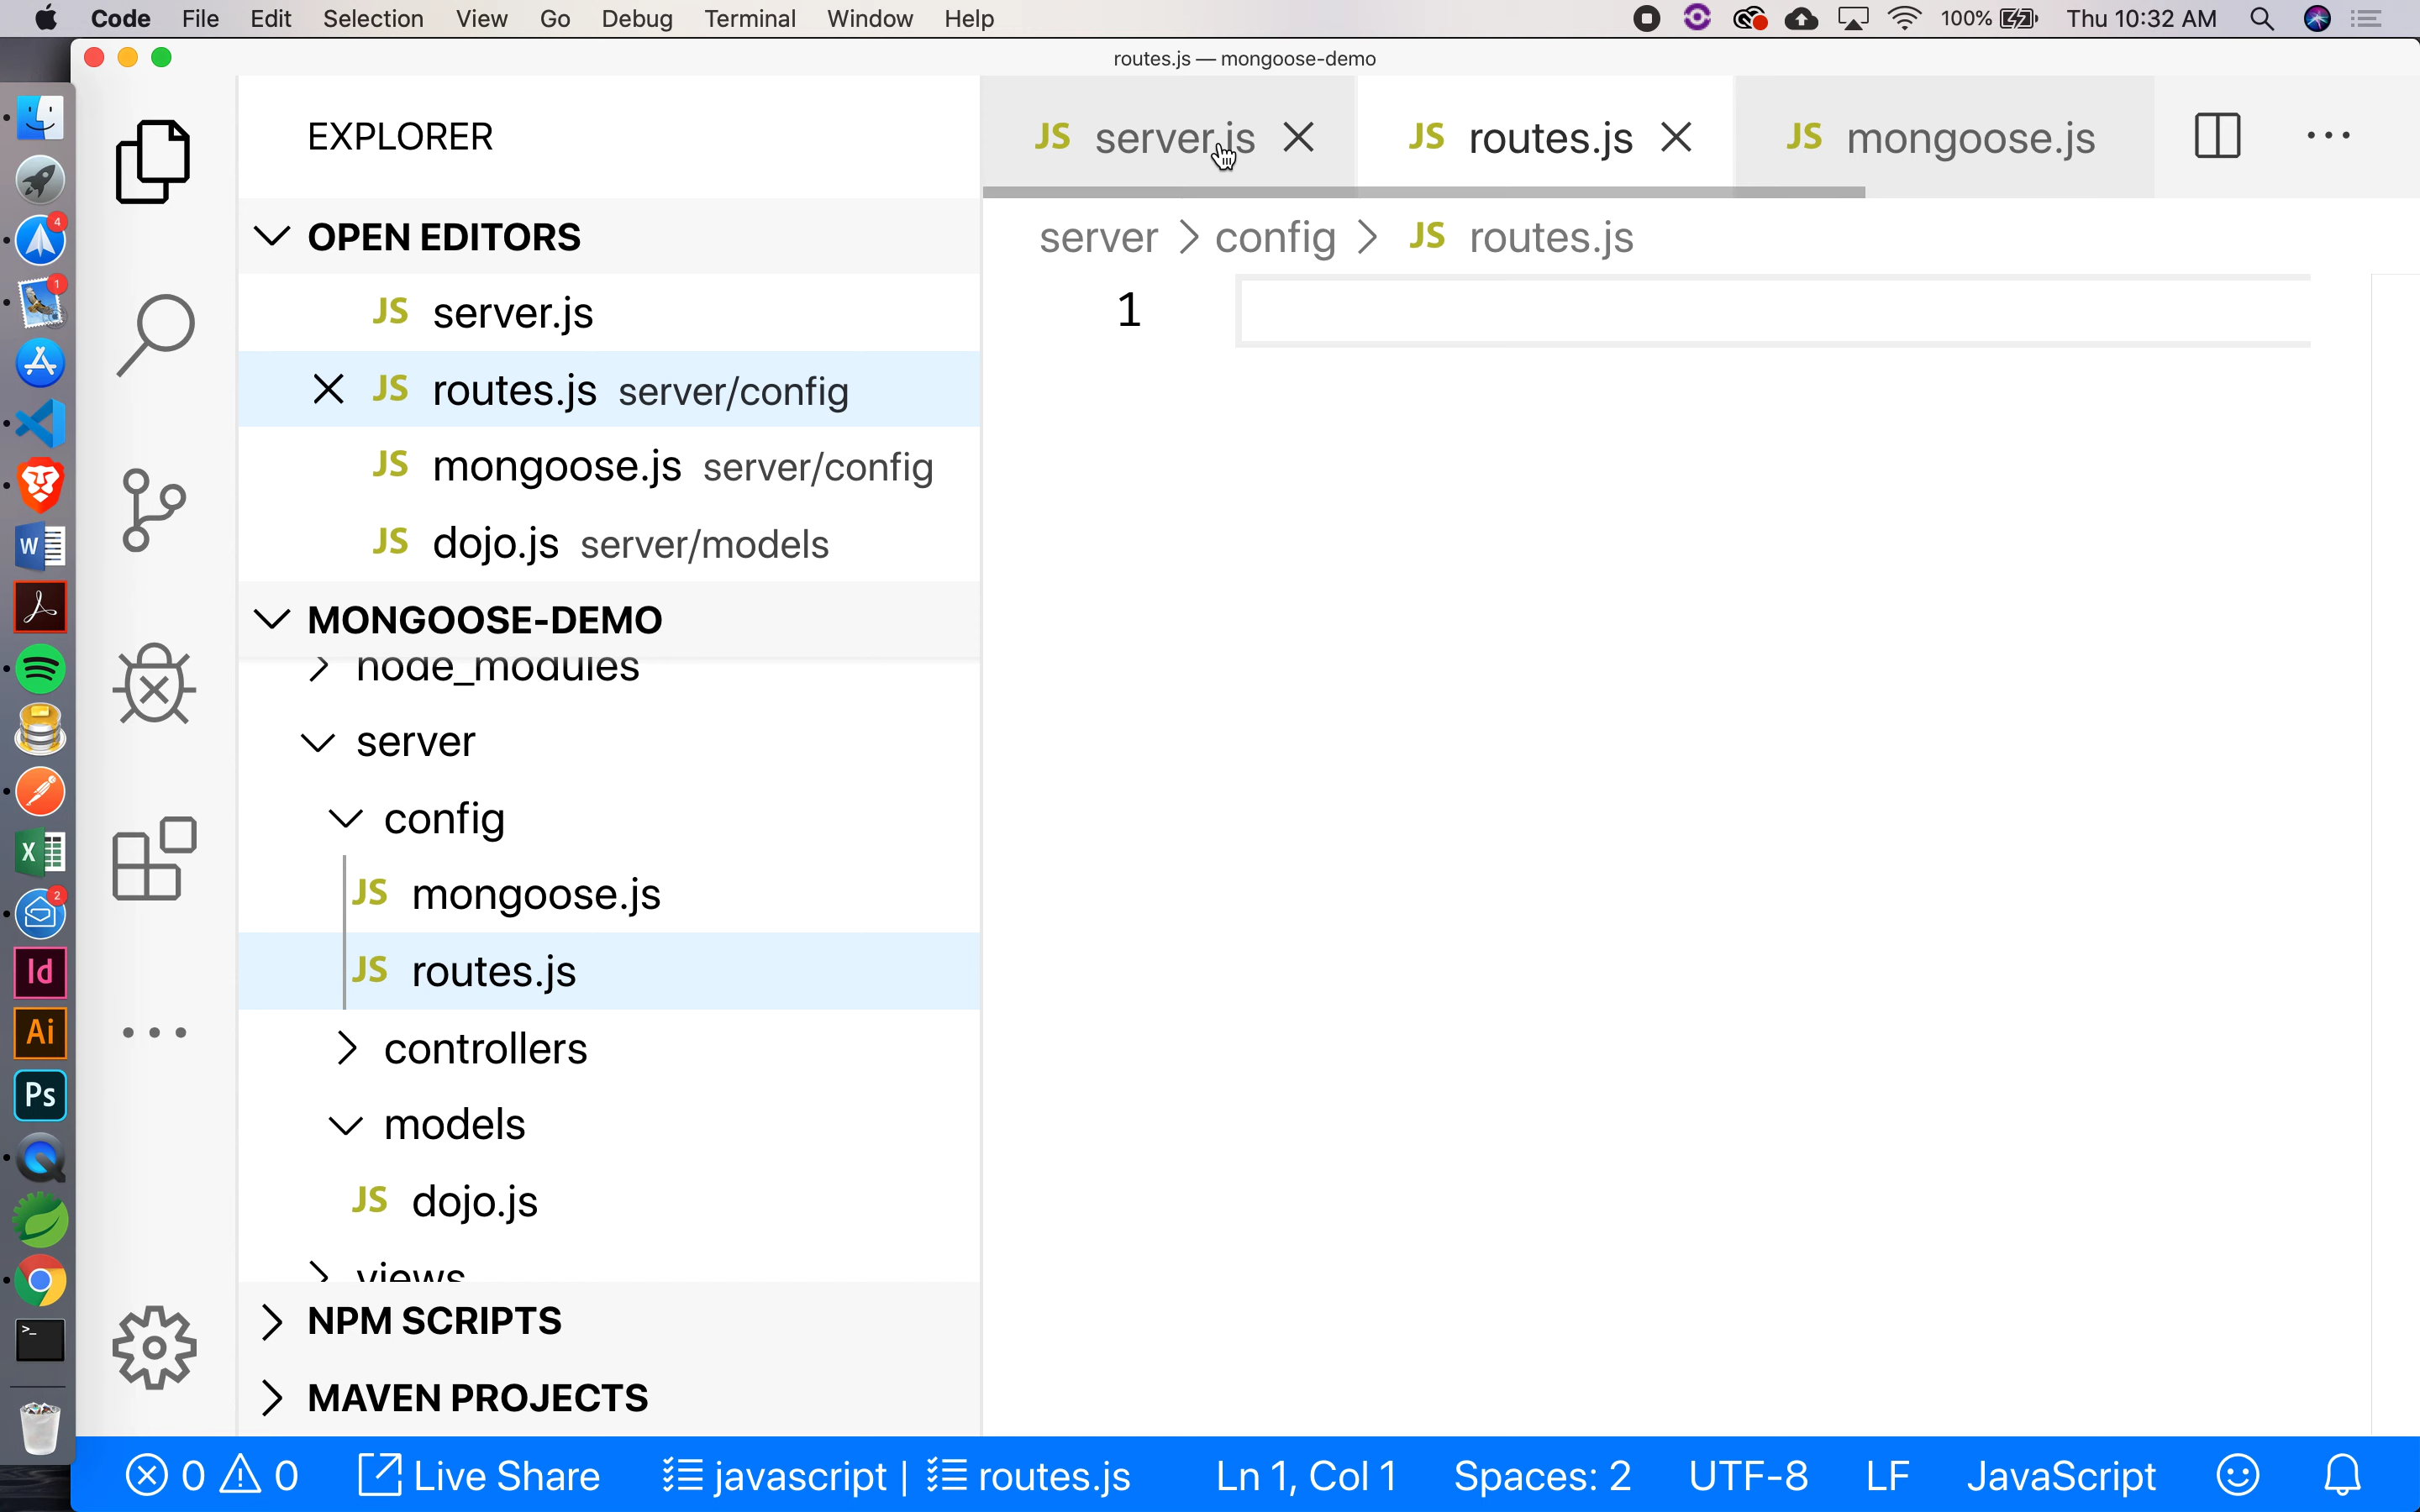 Code File Edit Selection View Go Debug Terminal Window Help 100% Thu 10:32 AM
routes.js — mongoose-demo
EXPLORER
JS server.js JS routes.js JS mongoose.js ...
OPEN EDITORS
server > config > JS routes.js
JS server.js
1
JS routes.js server/config
JS mongoose.js server/config
JS dojo.js server/models
MONGOOSE-DEMO
node_modules
server
config
JS mongoose.js
JS routes.js
controllers
models
JS dojo.js
views
NPM SCRIPTS
MAVEN PROJECTS
0 0 Live Share javascript | routes.js Ln 1, Col 1 Spaces: 2 UTF-8 LF JavaScript
4
1
W
X
2
Id
Ai
Ps
>_